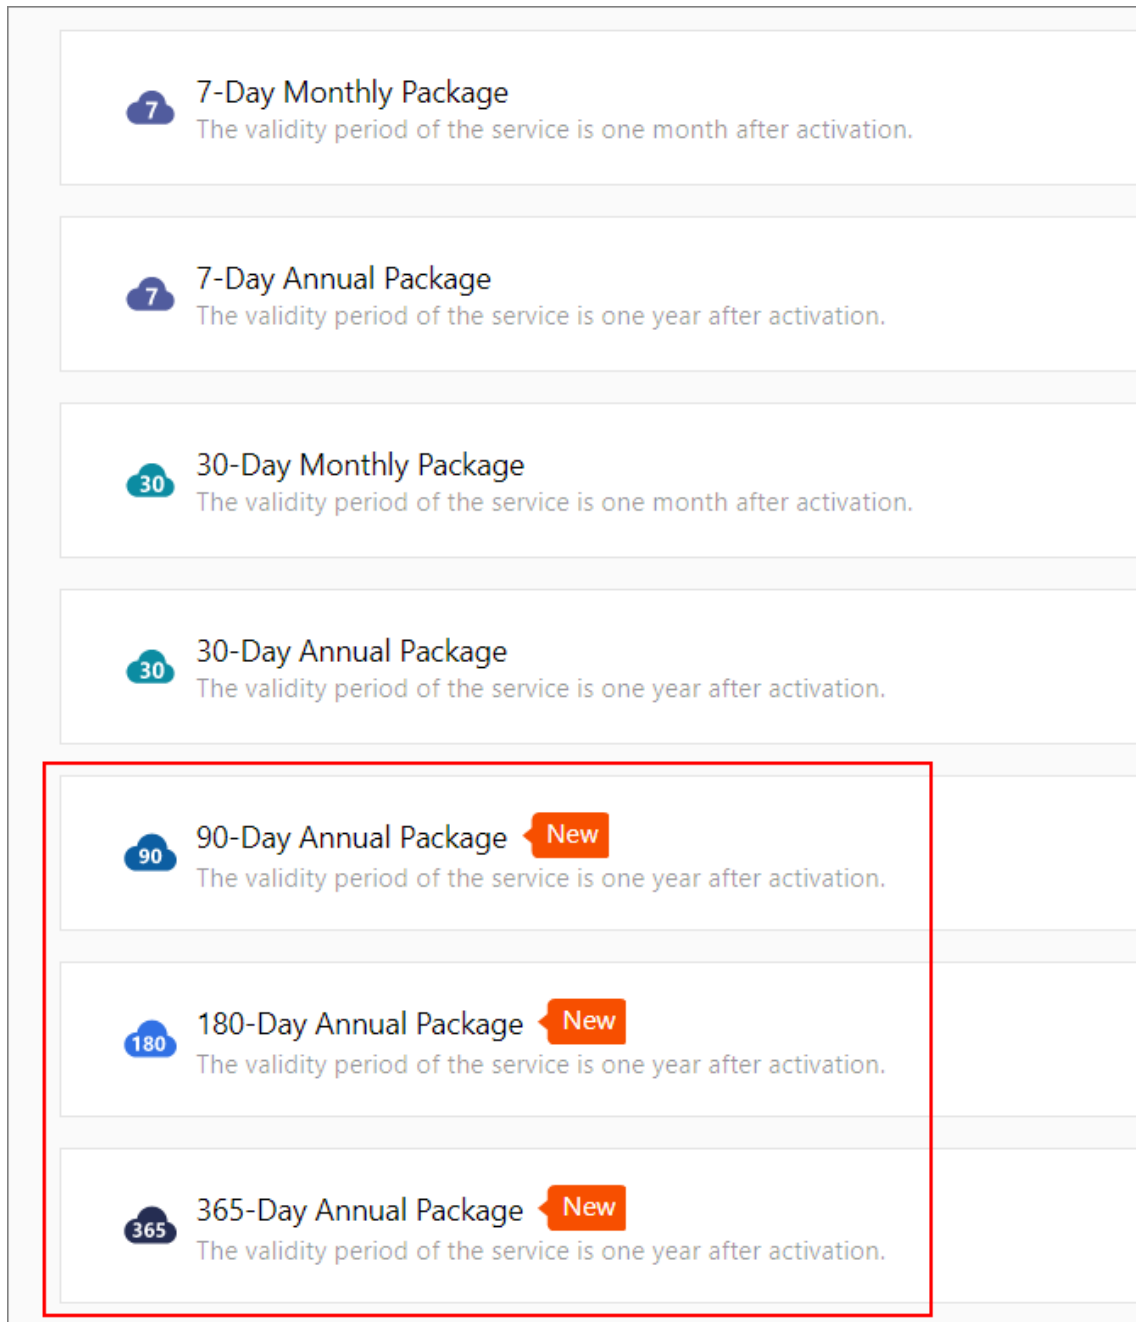 7-Day Monthly Package
7
The validity period of the service is one month after activation.
7-Day Annual Package
7
The validity period of the service is one year after activation.
30-Day Monthly Package
30
The validity period of the service is one month after activation.
30-Day Annual Package
30
The validity period of the service is one year after activation.
90-Day Annual Package New
90
The validity period of the service is one year after activation.
180-Day Annual Package New
180
The validity period of the service is one year after activation.
365-Day Annual Package New
365
The validity period of the service is one year after activation.